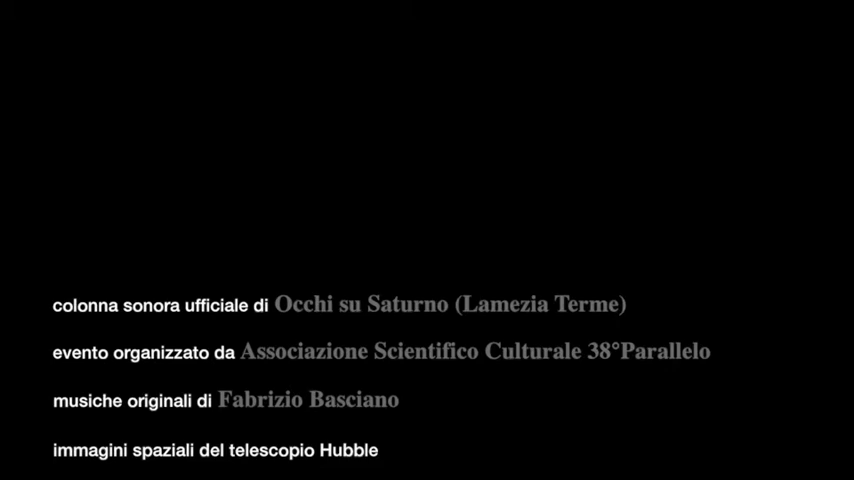 colonna sonora ufficiale di Occhi su Saturno (Lamezia Terme)
evento organizzato da Associazione Scientifico Culturale 38°Parallelo
musiche originali di Fabrizio Basciano
immagini spaziali del telescopio Hubble